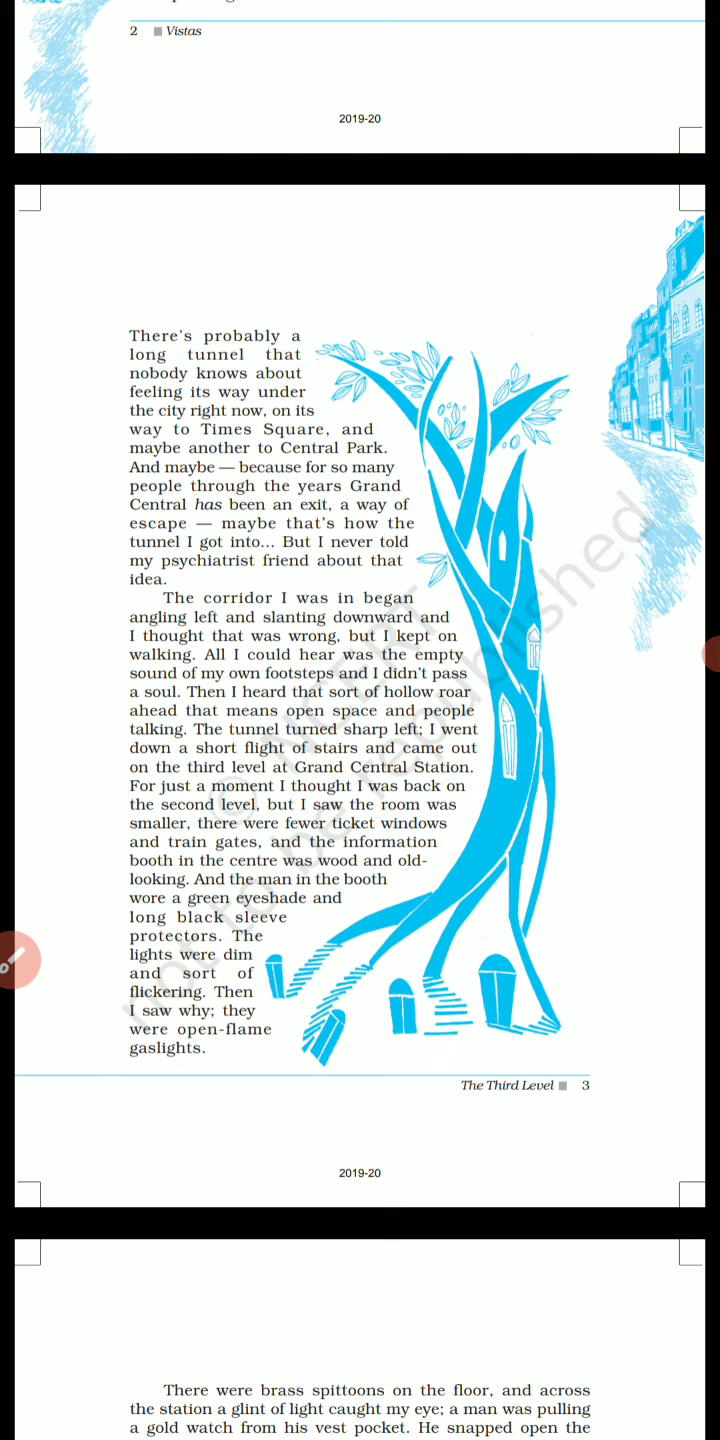 2 Vistas
2019-20
There's probably a
long tunnel that
nobody knows about
feeling its way under
the city right now, on its
way to Times Square, and
maybe another to Central Park.
And maybe — because for so many
people through the years Grand
Central has been an exit, a way of
escape — maybe that's how the
tunnel I got into... But I never told
my psychiatrist friend about that
idea.
The corridor I was in began
angling left and slanting downward and
I thought that was wrong, but I kept on
walking. All I could hear was the empty
sound of my own footsteps and I didn't pass
a soul. Then I heard that sort of hollow roar
ahead that means open space and people
talking. The tunnel turned sharp left; I went
down a short flight of stairs and came out
on the third level at Grand Central Station.
For just a moment I thought I was back on
the second level, but I saw the room was
smaller, there were fewer ticket windows
and train gates, and the information
booth in the centre was wood and old-
looking. And the man in the booth
wore a green eyeshade and
long black sleeve
protectors. The
lights were dim
and sort of
flickering. Then
I saw why; they
were open-flame
gaslights.
© NCERT
not to be republished
The Third Level 3
2019-20
There were brass spittoons on the floor, and across
the station a glint of light caught my eye; a man was pulling
a gold watch from his vest pocket. He snapped open the